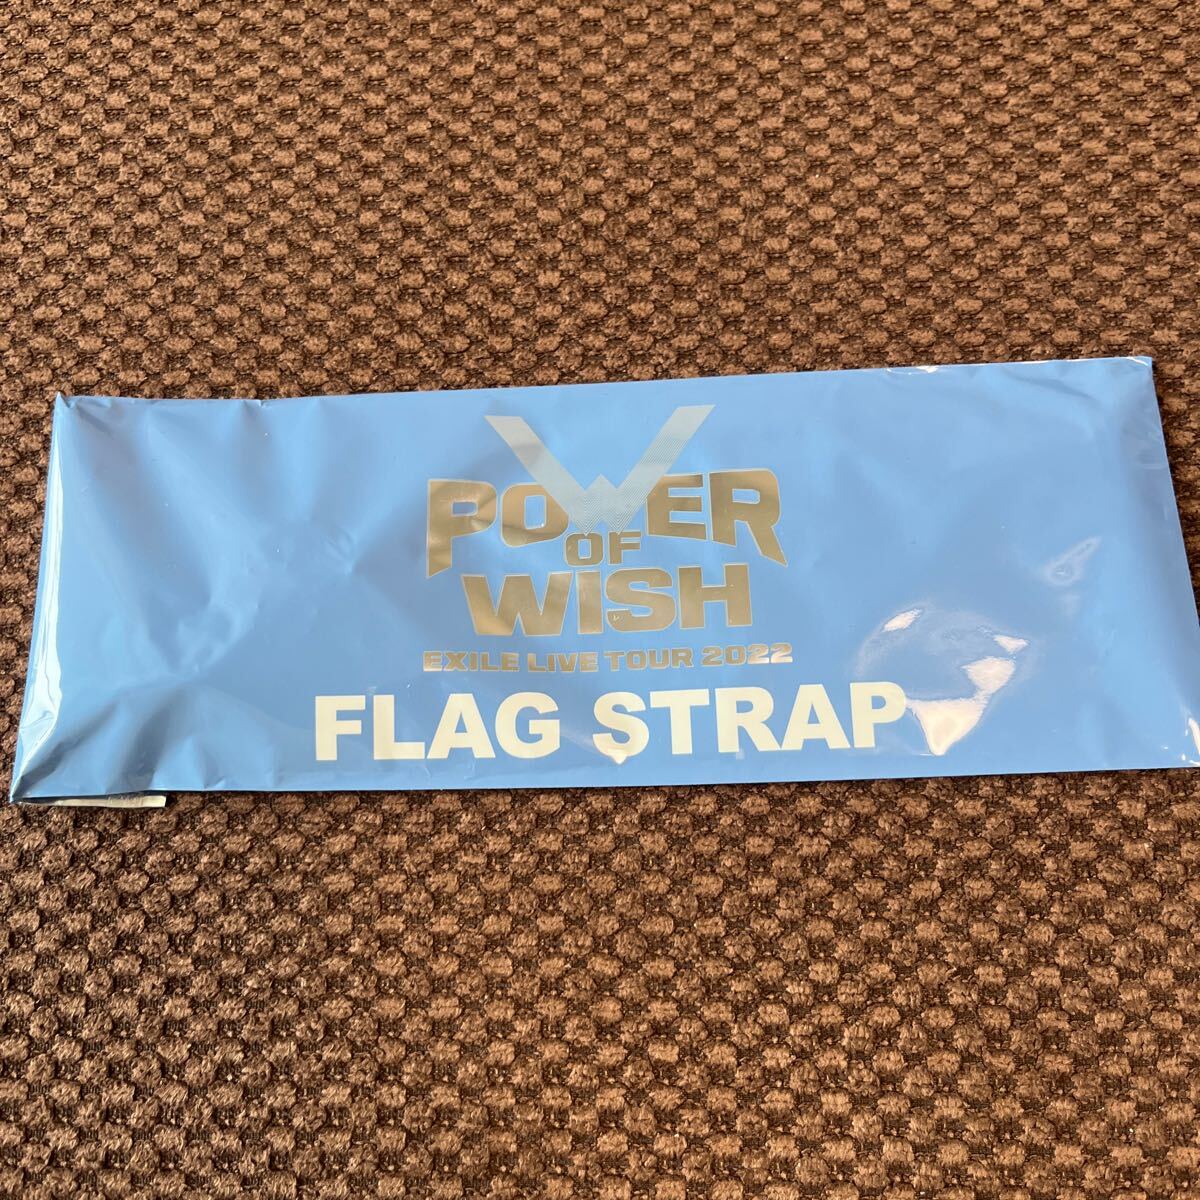 POWER
OF
WISH
EXILE LIVE TOUR 2022
FLAG STRAP